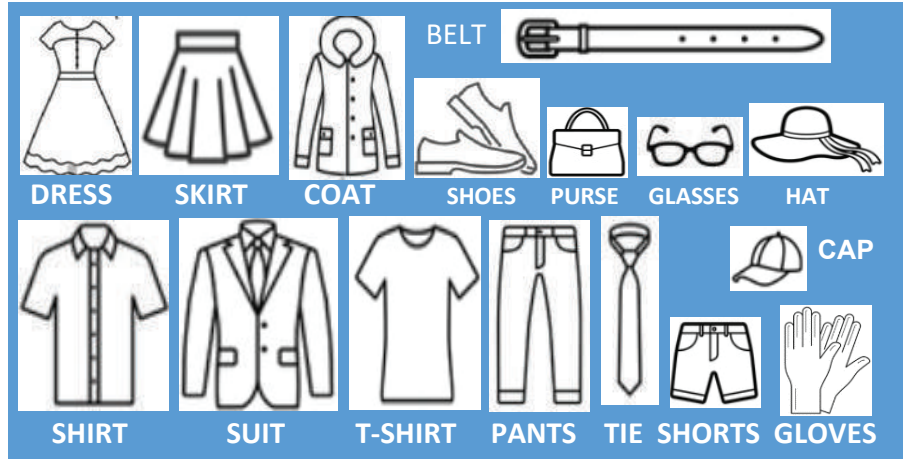 BELT
DRESS SKIRT COAT SHOES PURSE GLASSES HAT
CAP
SHIRT SUIT T-SHIRT PANTS TIE SHORTS GLOVES